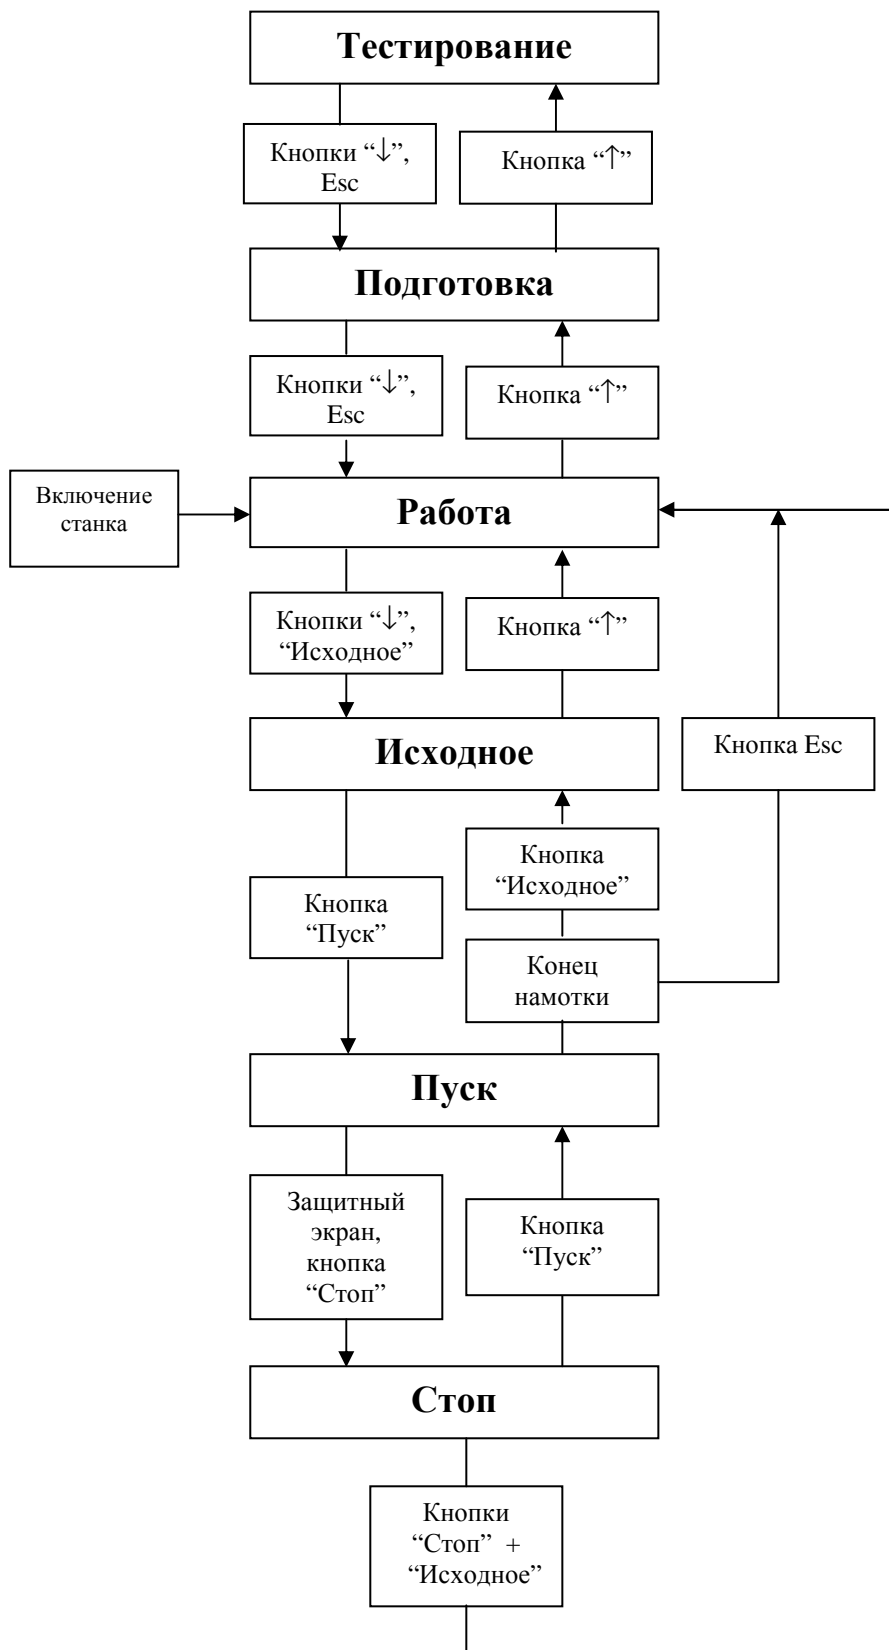 Тестирование
Кнопки “↓”,
Esc
Кнопка “↑”
Подготовка
Кнопки “↓”,
Esc
Кнопка “↑”
Включение
станка
Работа
Кнопки “↓”,
“Исходное”
Кнопка “↑”
Исходное
Кнопка Esc
Кнопка
“Исходное”
Кнопка
“Пуск”
Конец
намотки
Пуск
Защитный
экран,
кнопка
“Стоп”
Кнопка
“Пуск”
Стоп
Кнопки
“Стоп” +
“Исходное”